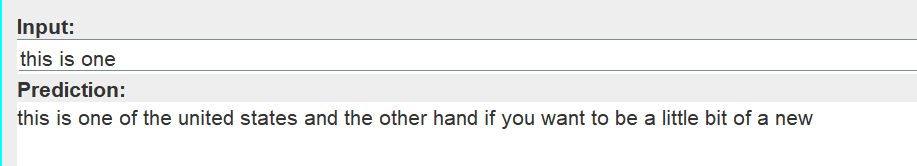 Input:
this is one
Prediction:
this is one of the united states and the other hand if you want to be a little bit of a new